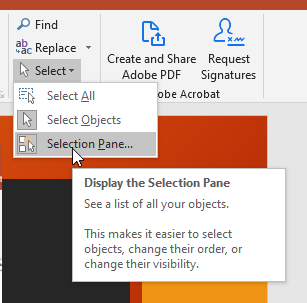 Find
Replace
Select
Create and Share
Adobe PDF
Request
Signatures
Adobe Acrobat
Select All
Select Objects
Selection Pane...
Display the Selection Pane
See a list of all your objects.
This makes it easier to select
objects, change their order, or
change their visibility.